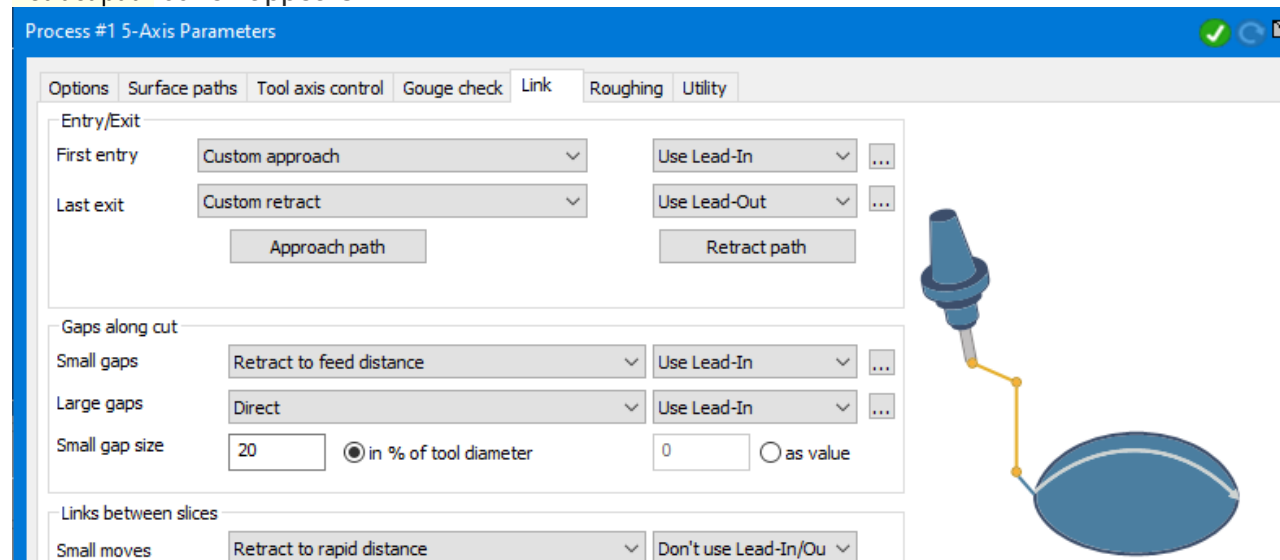 Process #1 5-Axis Parameters
Options Surface paths Tool axis control Gouge check Link Roughing Utility
Entry/Exit
First entry Custom approach Use Lead-In ...
Last exit Custom retract Use Lead-Out ...
Approach path Retract path
Gaps along cut
Small gaps Retract to feed distance Use Lead-In ...
Large gaps Direct Use Lead-In ...
Small gap size 20 in % of tool diameter 0 as value
Links between slices
Small moves Retract to rapid distance Don't use Lead-In/Ou